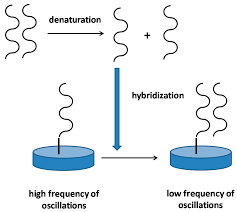 denaturation
+
hybridization
high frequency of
oscillations
low frequency of
oscillations